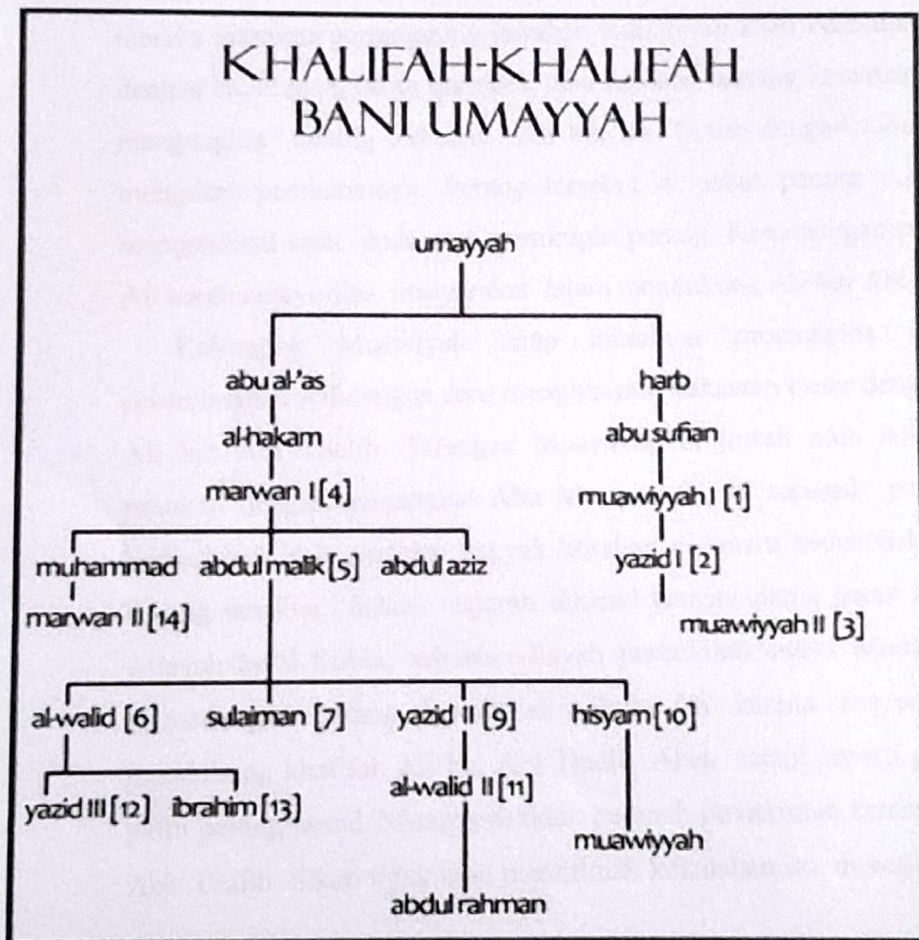 KHALIFAH-KHALIFAH
BANI UMAYYAH
umayyah
abu al-'as harb
al-hakam abu sufian
marwan I [4] muawiyyah I [1]
muhammad abdul malik [5] abdul aziz yazid I [2]
marwan II [14] muawiyyah II [3]
al-walid [6] sulaiman [7] yazid II [9] hisyam [10]
yazid III [12] ibrahim [13] al-walid II [11]
muawiyyah
abdul rahman